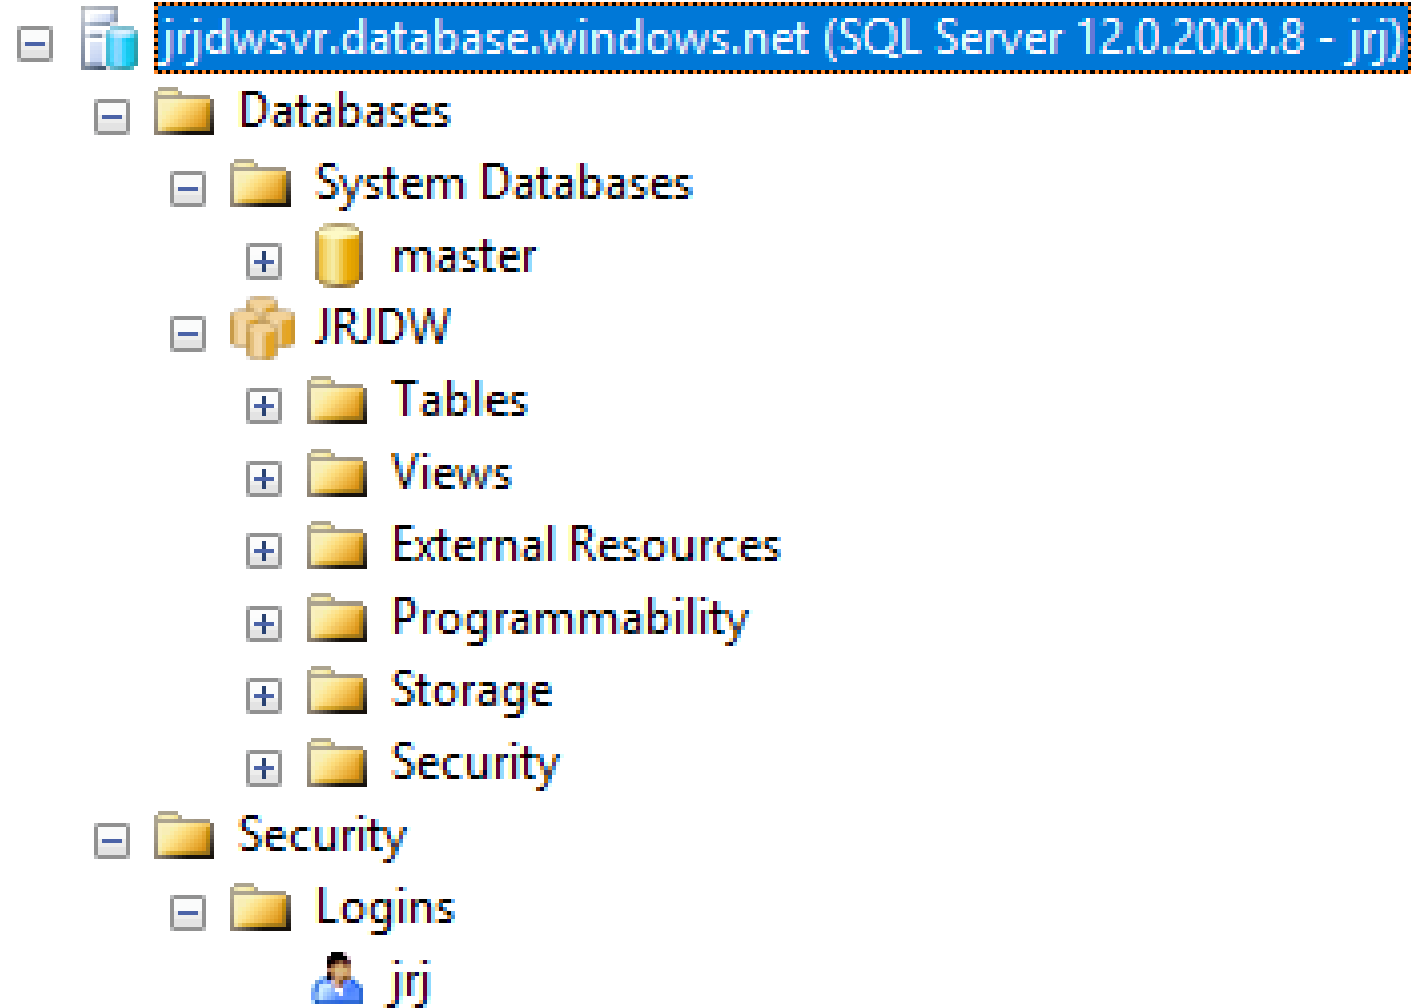 jrjdwsvr.database.windows.net (SQL Server 12.0.2000.8 - jrj)
Databases
System Databases
master
JRJDW
Tables
Views
External Resources
Programmability
Storage
Security
Security
Logins
jrj